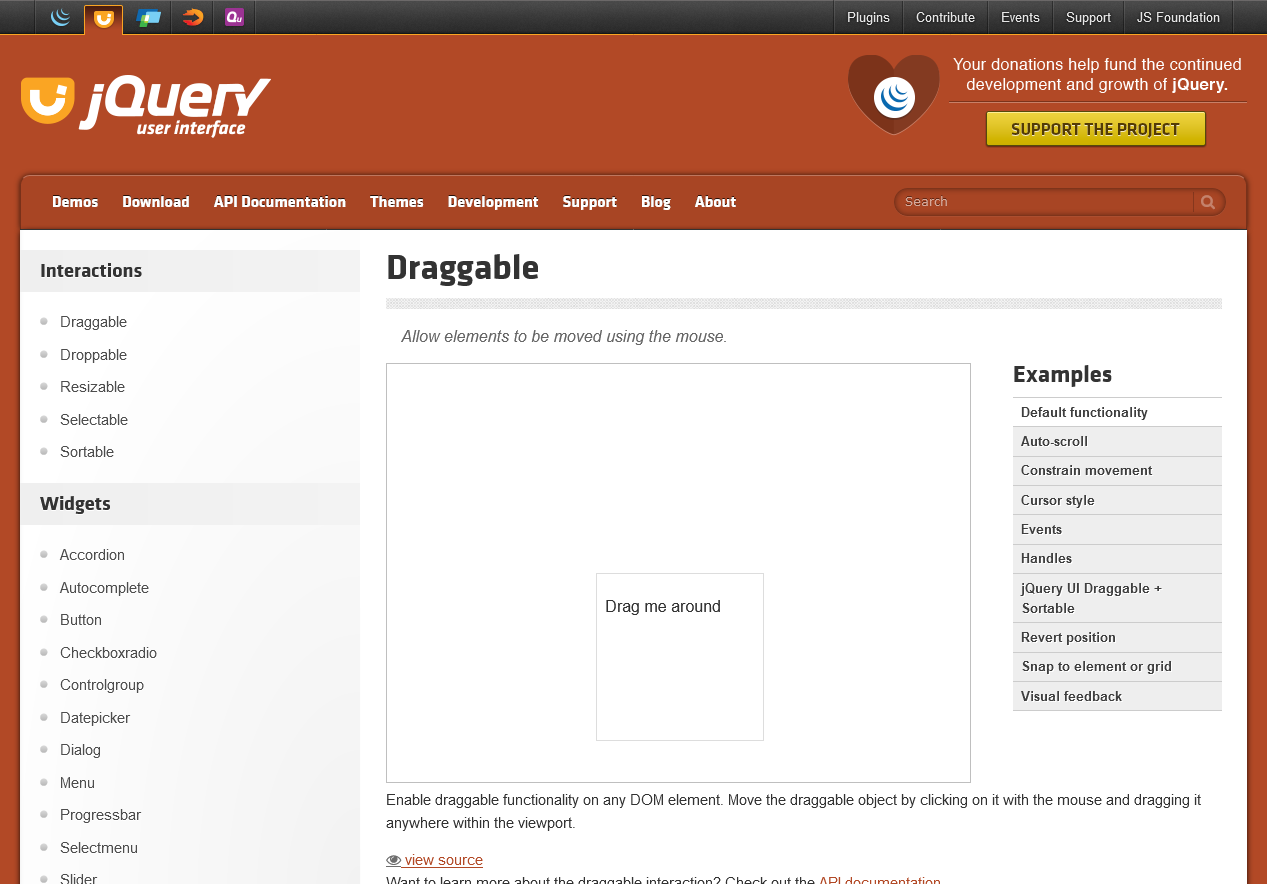 Plugins
Contribute
Events
Support
JS Foundation
jQuery
user interface
Your donations help fund the continued
development and growth of jQuery.
SUPPORT THE PROJECT
Demos
Download
API Documentation
Themes
Development
Support
Blog
About
Search
Interactions
Draggable
Droppable
Resizable
Selectable
Sortable
Widgets
Accordion
Autocomplete
Button
Checkboxradio
Controlgroup
Datepicker
Dialog
Menu
Progressbar
Selectmenu
Slider
Draggable
Allow elements to be moved using the mouse.
Drag me around
Examples
Default functionality
Auto-scroll
Constrain movement
Cursor style
Events
Handles
jQuery UI Draggable +
Sortable
Revert position
Snap to element or grid
Visual feedback
Enable draggable functionality on any DOM element. Move the draggable object by clicking on it with the mouse and dragging it
anywhere within the viewport.
view source
Want to learn more about the draggable interaction? Check out the API documentation.